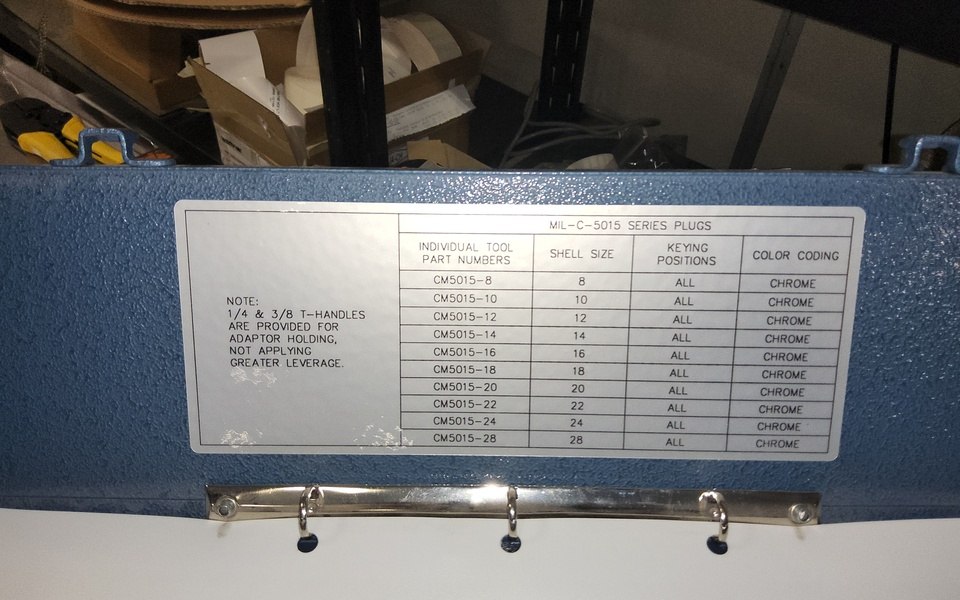 MIL-C-5015 SERIES PLUGS
INDIVIDUAL TOOL PART NUMBERS SHELL SIZE KEYING POSITIONS COLOR CODING
CM5015-8 8 ALL CHROME
CM5015-10 10 ALL CHROME
CM5015-12 12 ALL CHROME
CM5015-14 14 ALL CHROME
CM5015-16 16 ALL CHROME
CM5015-18 18 ALL CHROME
CM5015-20 20 ALL CHROME
CM5015-22 22 ALL CHROME
CM5015-24 24 ALL CHROME
CM5015-28 28 ALL CHROME
NOTE:
1/4 & 3/8 T-HANDLES
ARE PROVIDED FOR
ADAPTOR HOLDING,
NOT APPLYING
GREATER LEVERAGE.